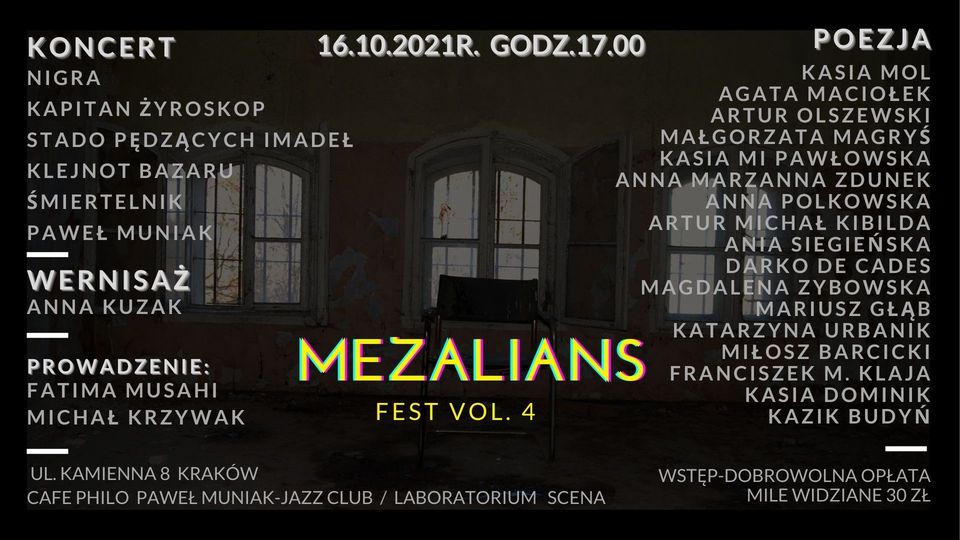 KONCERT
NIGRA
KAPITAN ŻYROSKOP
STADO PĘDZĄCYCH IMADEŁ
KLEJNOT BAZARU
ŚMIERTELNIK
PAWEŁ MUNIAK
WERNISAŻ
ANNA KUZAK
PROWADZENIE:
FATIMA MUSAHI
MICHAŁ KRZYWAK
16.10.2021R. GODZ.17.00
MEZALIANS
FEST VOL. 4
POEZJA
KASIA MOL
AGATA MACIOŁEK
ARTUR OLSZEWSKI
MAŁGORZATA MAGRYŚ
KASIA MI PAWŁOWSKA
ANNA MARZANNA ZDUNEK
ANNA POLKOWSKA
ARTUR MICHAŁ KIBILDA
ANIA SIEGIEŃSKA
DARKO DE CADES
MAGDALENA ZYBOWSKA
MARIUSZ GŁĄB
KATARZYNA URBANIK
MIŁOSZ BARCICKI
FRANCISZEK M. KLAJA
KASIA DOMINIK
KAZIK BUDYŃ
UL. KAMIENNA 8 KRAKÓW
CAFE PHILO PAWEŁ MUNIAK-JAZZ CLUB / LABORATORIUM SCENA
WSTĘP-DOBROWOLNA OPŁATA
MILE WIDZIANE 30 ZŁ